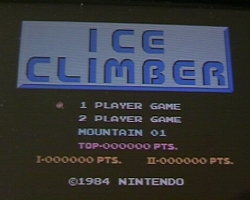 ICE
CLIMBER
1 PLAYER GAME
2 PLAYER GAME
MOUNTAIN 01
TOP-000000 PTS.
I-000000 PTS. II-000000 PTS.
©1984 NINTENDO